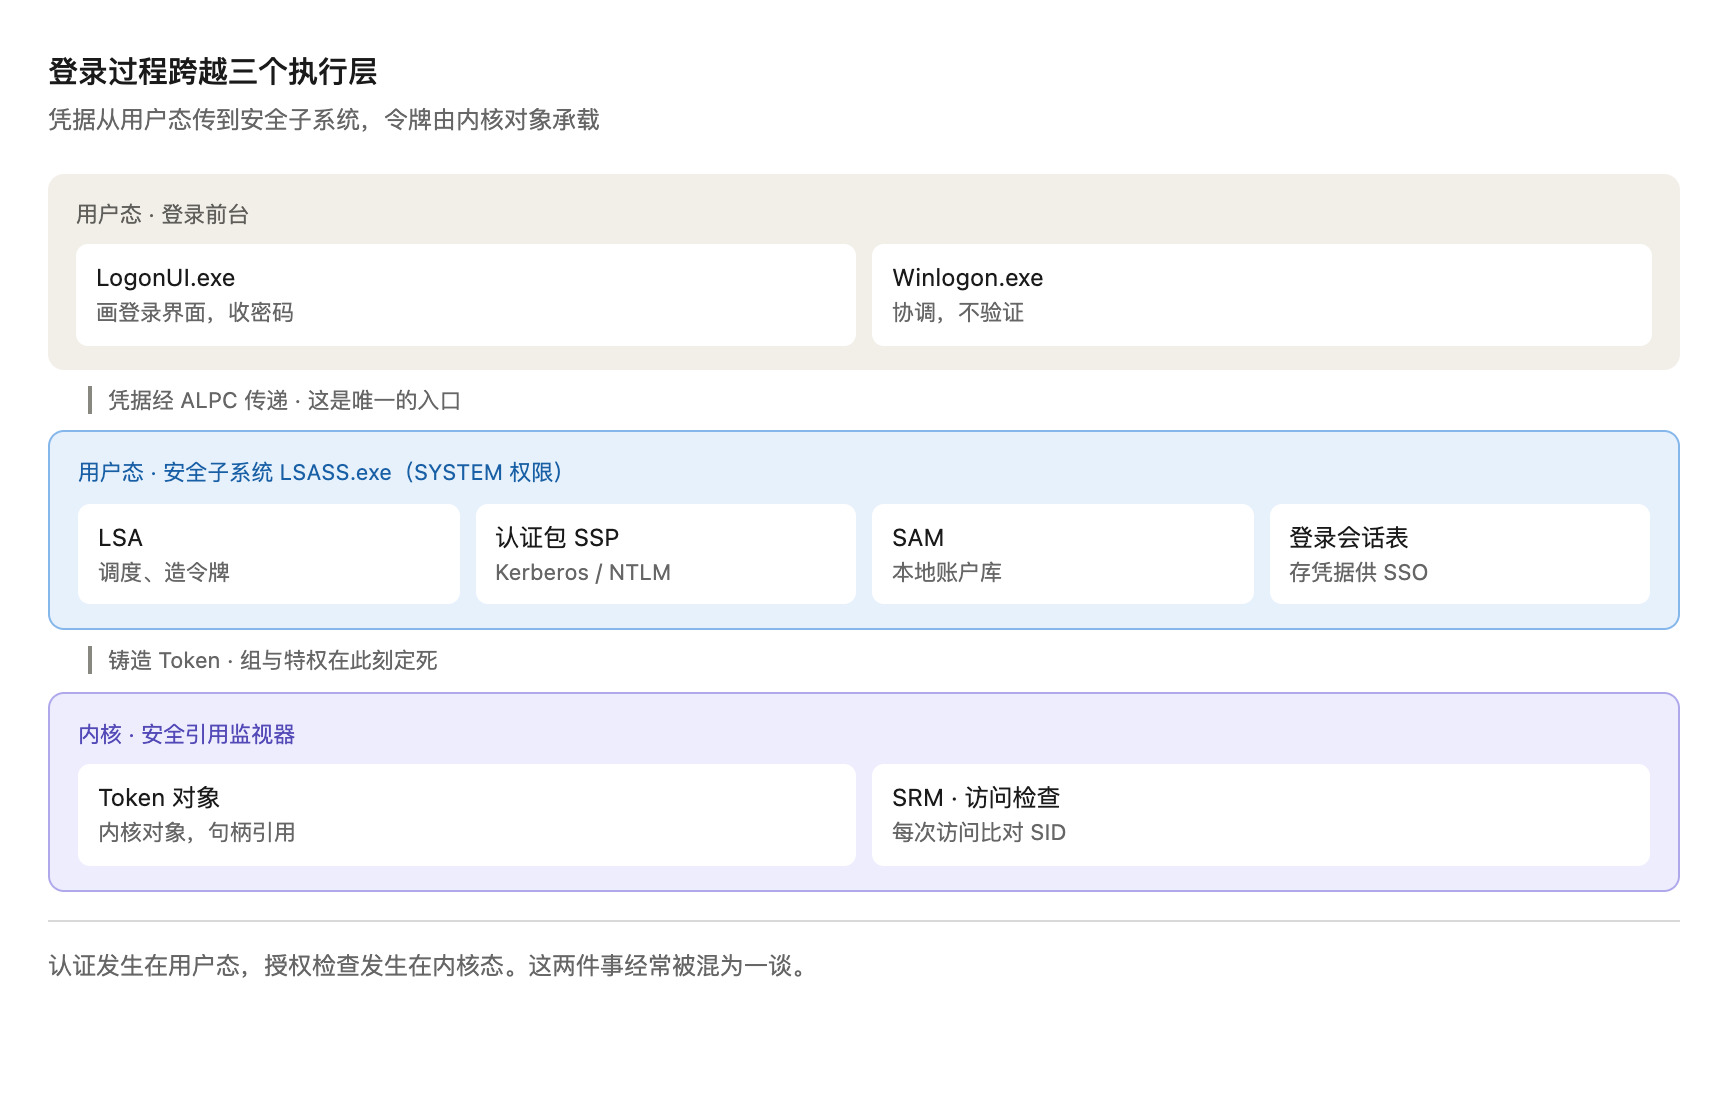 登录过程跨越三个执行层
凭据从用户态传到安全子系统，令牌由内核对象承载
用户态 · 登录前台
LogonUI.exe
画登录界面，收密码
Winlogon.exe
协调，不验证
凭据经 ALPC 传递 · 这是唯一的入口
用户态 · 安全子系统 LSASS.exe（SYSTEM 权限）
LSA
调度、造令牌
认证包 SSP
Kerberos / NTLM
SAM
本地账户库
登录会话表
存凭据供 SSO
铸造 Token · 组与特权在此刻定死
内核 · 安全引用监视器
Token 对象
内核对象，句柄引用
SRM · 访问检查
每次访问比对 SID
认证发生在用户态，授权检查发生在内核态。这两件事经常被混为一谈。